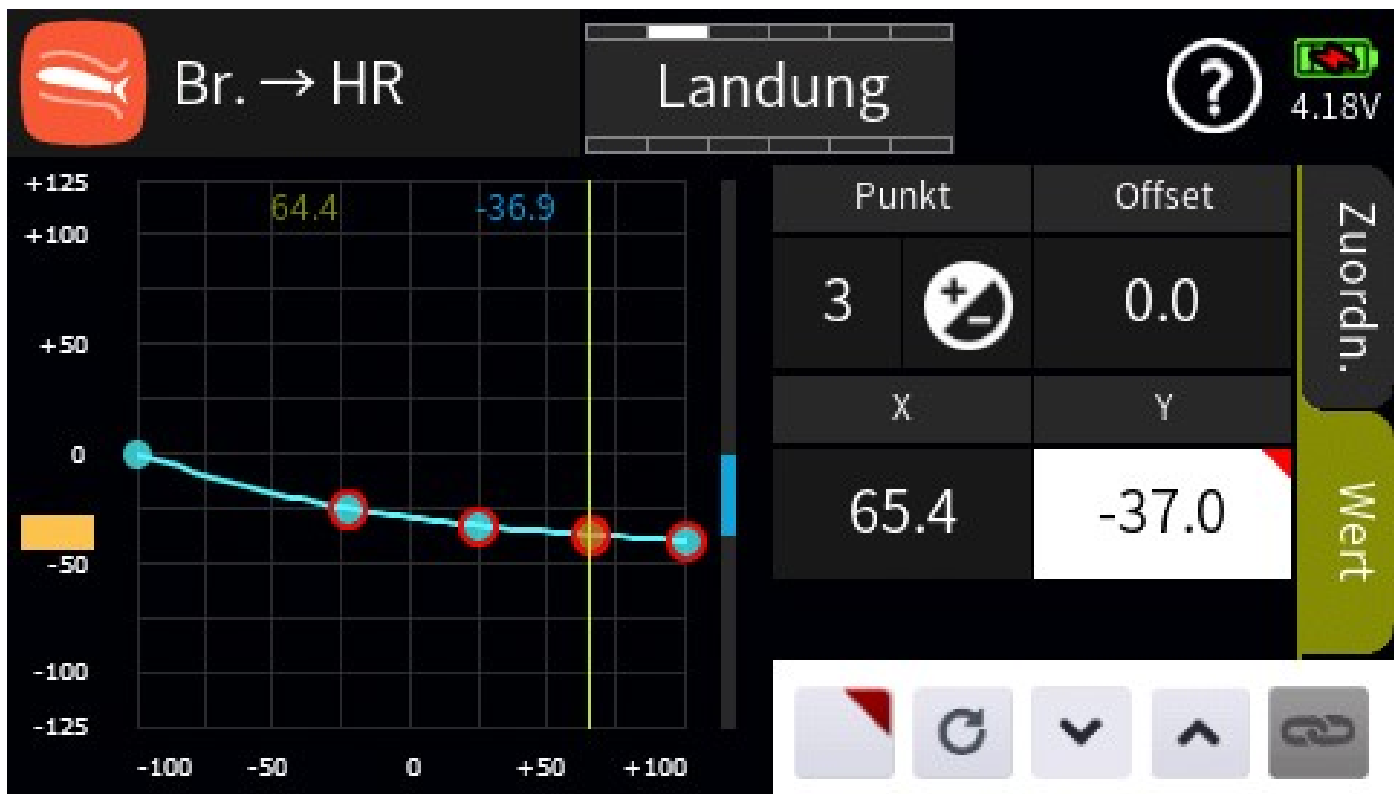 Br. → HR
Landung
?
4.18V
+125
+100
+50
0
-50
-100
-125
64.4
-36.9
-100
-50
0
+50
+100
Punkt
Offset
3
+
−
0.0
X
Y
65.4
-37.0
Zuordn.
Wert